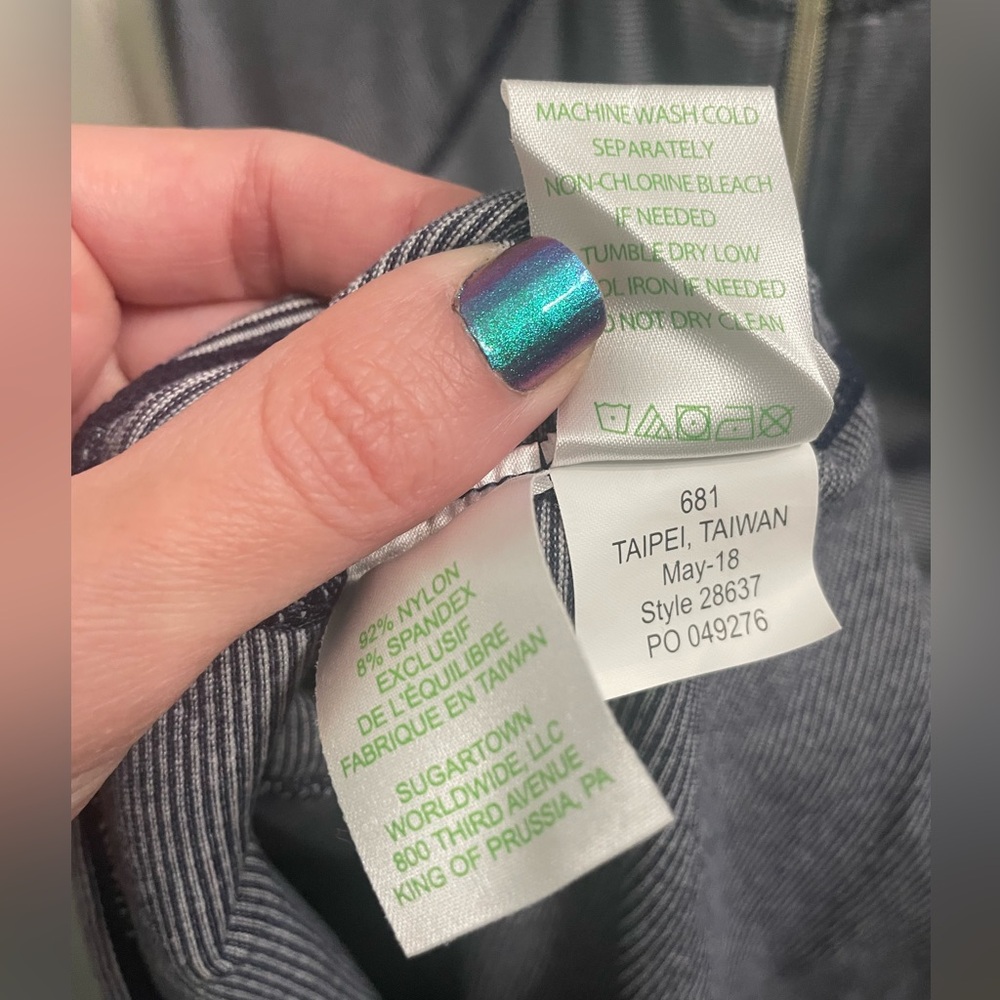 MACHINE WASH COLD
SEPARATELY
NON-CHLORINE BLEACH
IF NEEDED
TUMBLE DRY LOW
IRON IF NEEDED
NOT DRY CLEAN
681
TAIPEI, TAIWAN
May-18
Style 28637
PO 049276
92% NYLON
8% SPANDEX
EXCLUSIF
DE L'ÉQUILIBRE
FABRIQUE EN TAIWAN
SUGARTOWN
WORLDWIDE, LLC
800 THIRD AVENUE
KING OF PRUSSIA, PA